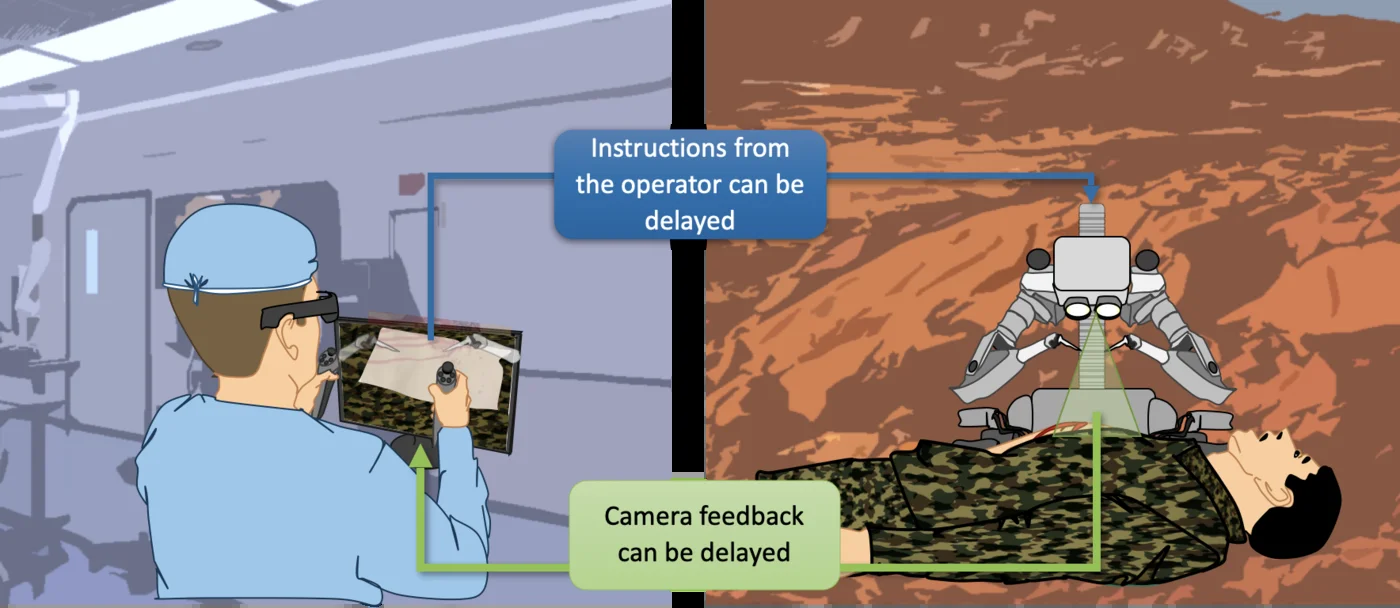 Instructions from
the operator can be
delayed
Camera feedback
can be delayed